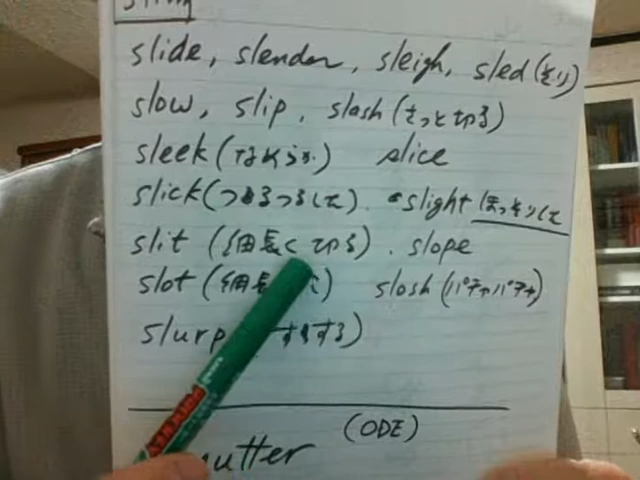 slide, slender, sleigh, sled (そり)
slow, slip, slash (さっと切る)
sleek (なめらか) slice
slick (つるつるして). •slight ほっそりして
slit (細長く切る). slope
slot (細長 slosh (パチャパチャ)
slurp すする)
(ODE)
utter